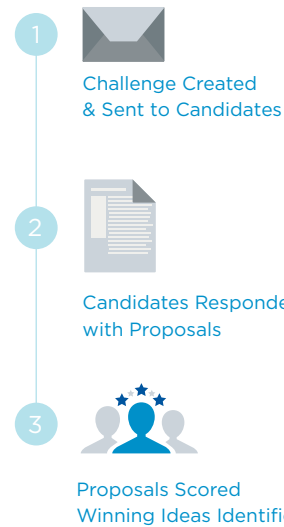 1
Challenge Created
& Sent to Candidates
2
Candidates Responde
with Proposals
3
Proposals Scored
Winning Ideas Identifi